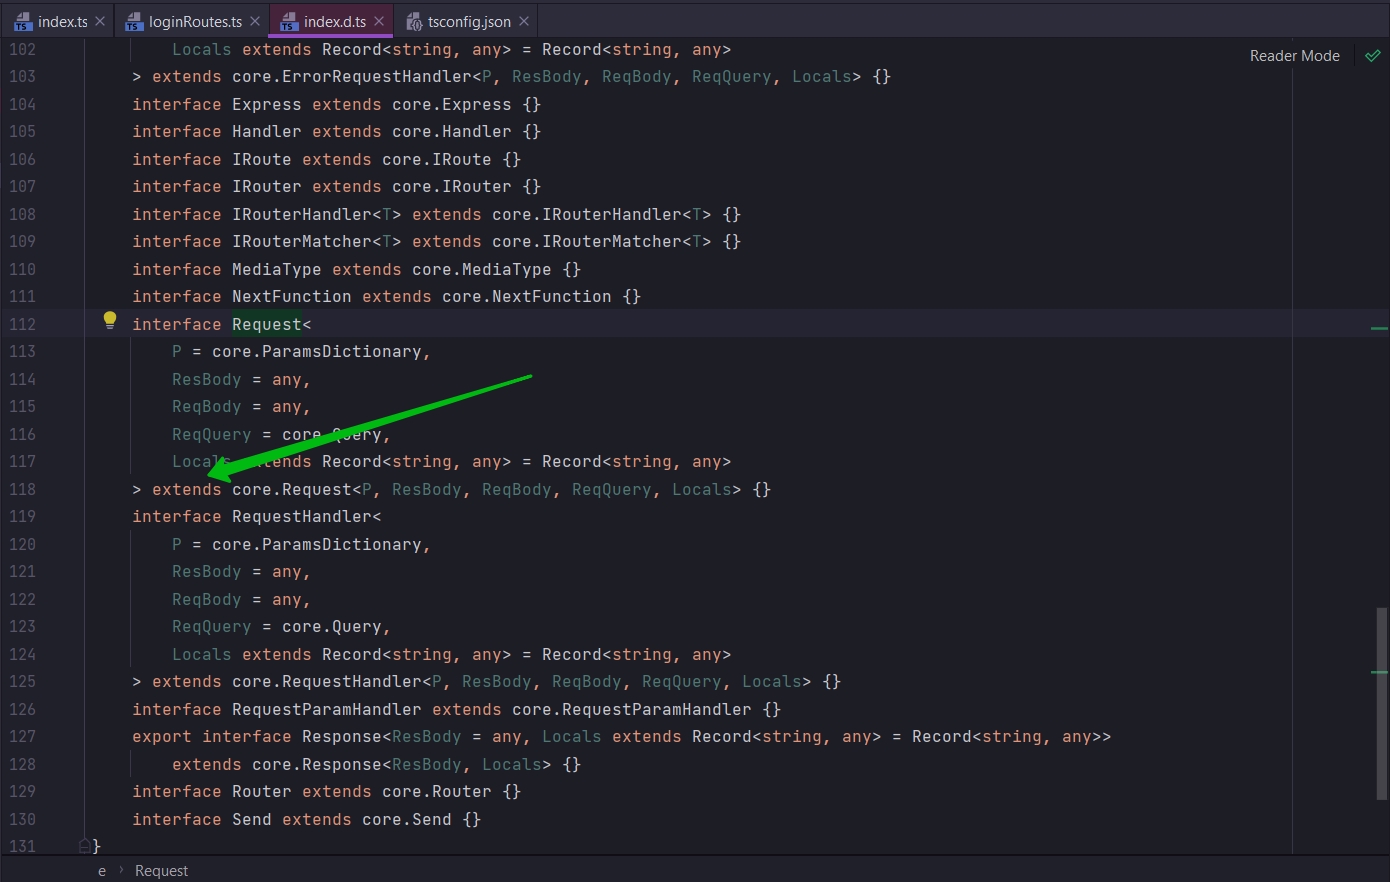 index.ts loginRoutes.ts index.d.ts tsconfig.json
Reader Mode
102 Locals extends Record<string, any> = Record<string, any>
103 > extends core.ErrorRequestHandler<P, ResBody, ReqBody, ReqQuery, Locals> {}
104 interface Express extends core.Express {}
105 interface Handler extends core.Handler {}
106 interface IRoute extends core.IRoute {}
107 interface IRouter extends core.IRouter {}
108 interface IRouterHandler<T> extends core.IRouterHandler<T> {}
109 interface IRouterMatcher<T> extends core.IRouterMatcher<T> {}
110 interface MediaType extends core.MediaType {}
111 interface NextFunction extends core.NextFunction {}
112 interface Request<
113 P = core.ParamsDictionary,
114 ResBody = any,
115 ReqBody = any,
116 ReqQuery = core.Query,
117 Locals extends Record<string, any> = Record<string, any>
118 > extends core.Request<P, ResBody, ReqBody, ReqQuery, Locals> {}
119 interface RequestHandler<
120 P = core.ParamsDictionary,
121 ResBody = any,
122 ReqBody = any,
123 ReqQuery = core.Query,
124 Locals extends Record<string, any> = Record<string, any>
125 > extends core.RequestHandler<P, ResBody, ReqBody, ReqQuery, Locals> {}
126 interface RequestParamHandler extends core.RequestParamHandler {}
127 export interface Response<ResBody = any, Locals extends Record<string, any> = Record<string, any>>
128 extends core.Response<ResBody, Locals> {}
129 interface Router extends core.Router {}
130 interface Send extends core.Send {}
131 }
e › Request